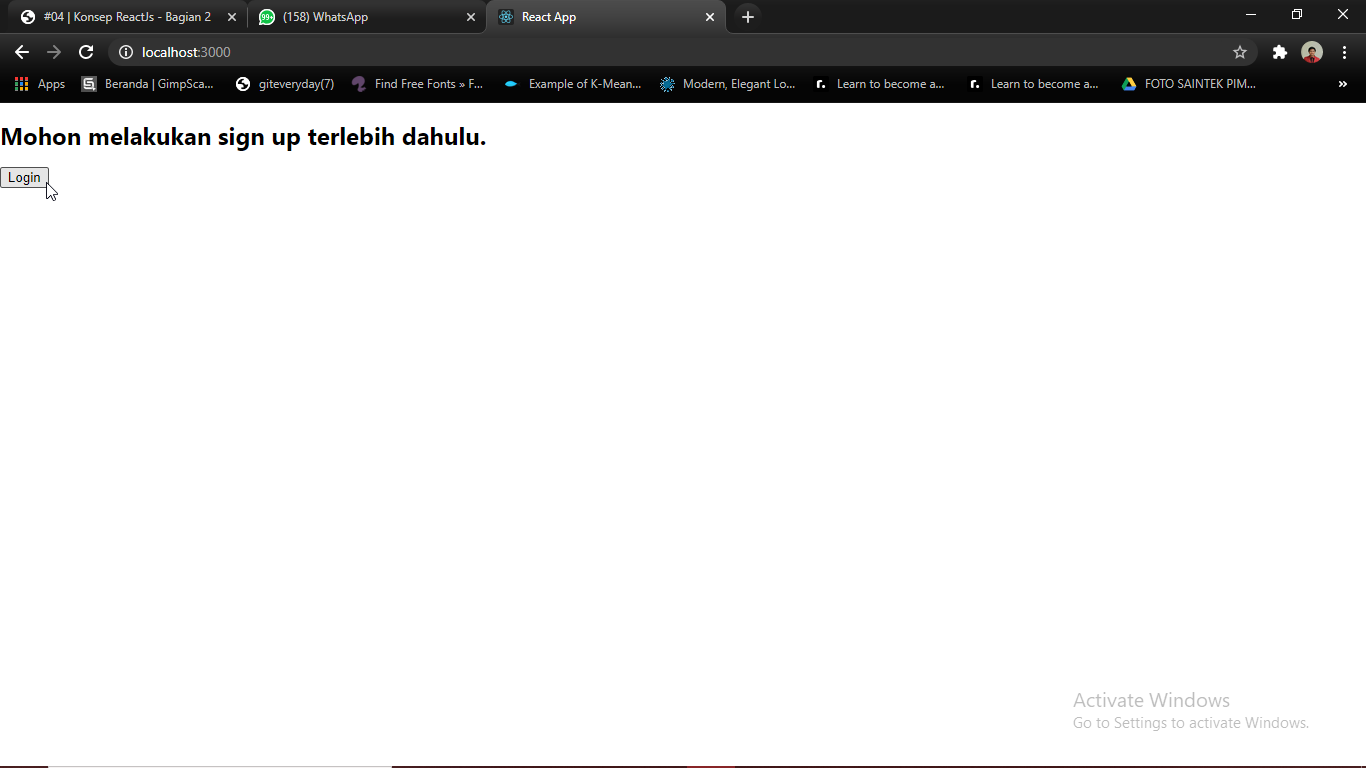 #04 | Konsep ReactJs - Bagian 2
99+
(158) WhatsApp
React App
localhost:3000
Apps
Beranda | GimpSca...
giteveryday(7)
Find Free Fonts » F...
Example of K-Mean...
Modern, Elegant Lo...
Learn to become a...
Learn to become a...
FOTO SAINTEK PIM...
Mohon melakukan sign up terlebih dahulu.
Login
Activate Windows
Go to Settings to activate Windows.